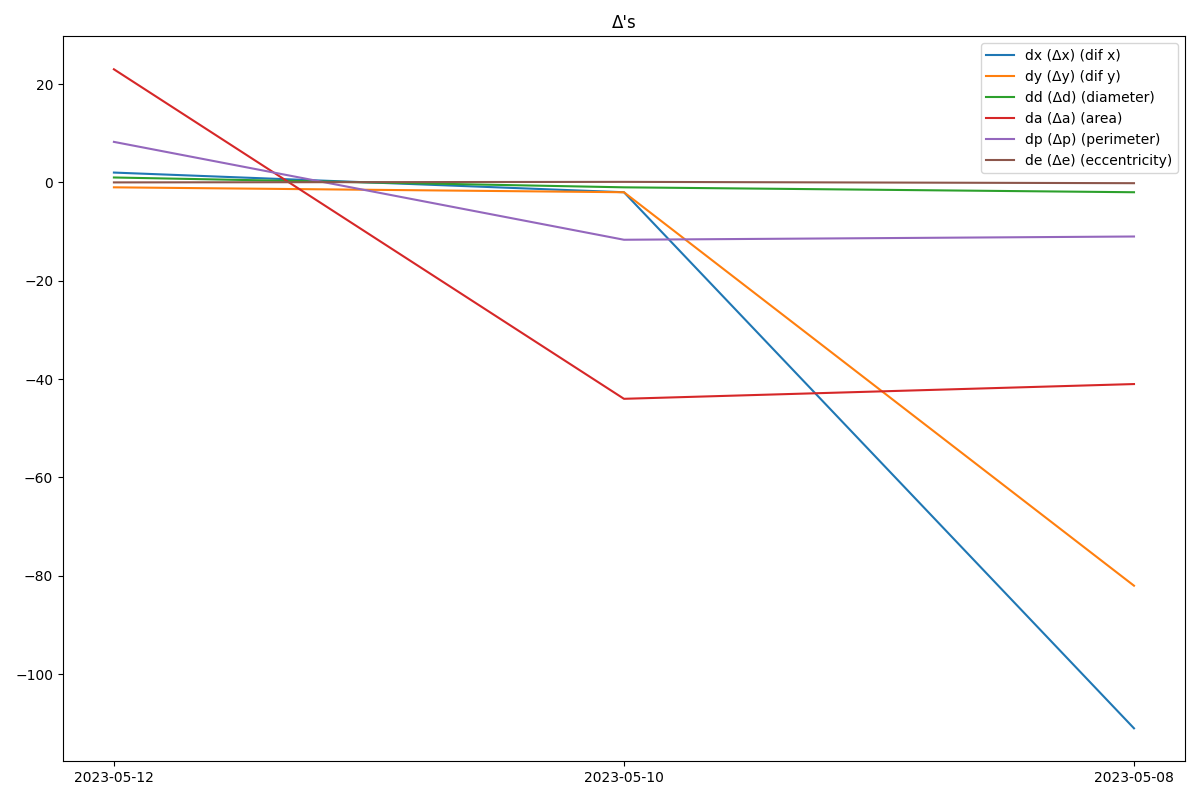 Δ's
dx (Δx) (dif x)
dy (Δy) (dif y)
dd (Δd) (diameter)
da (Δa) (area)
dp (Δp) (perimeter)
de (Δe) (eccentricity)
20
0
−20
−40
−60
−80
−100
2023-05-12 2023-05-10 2023-05-08